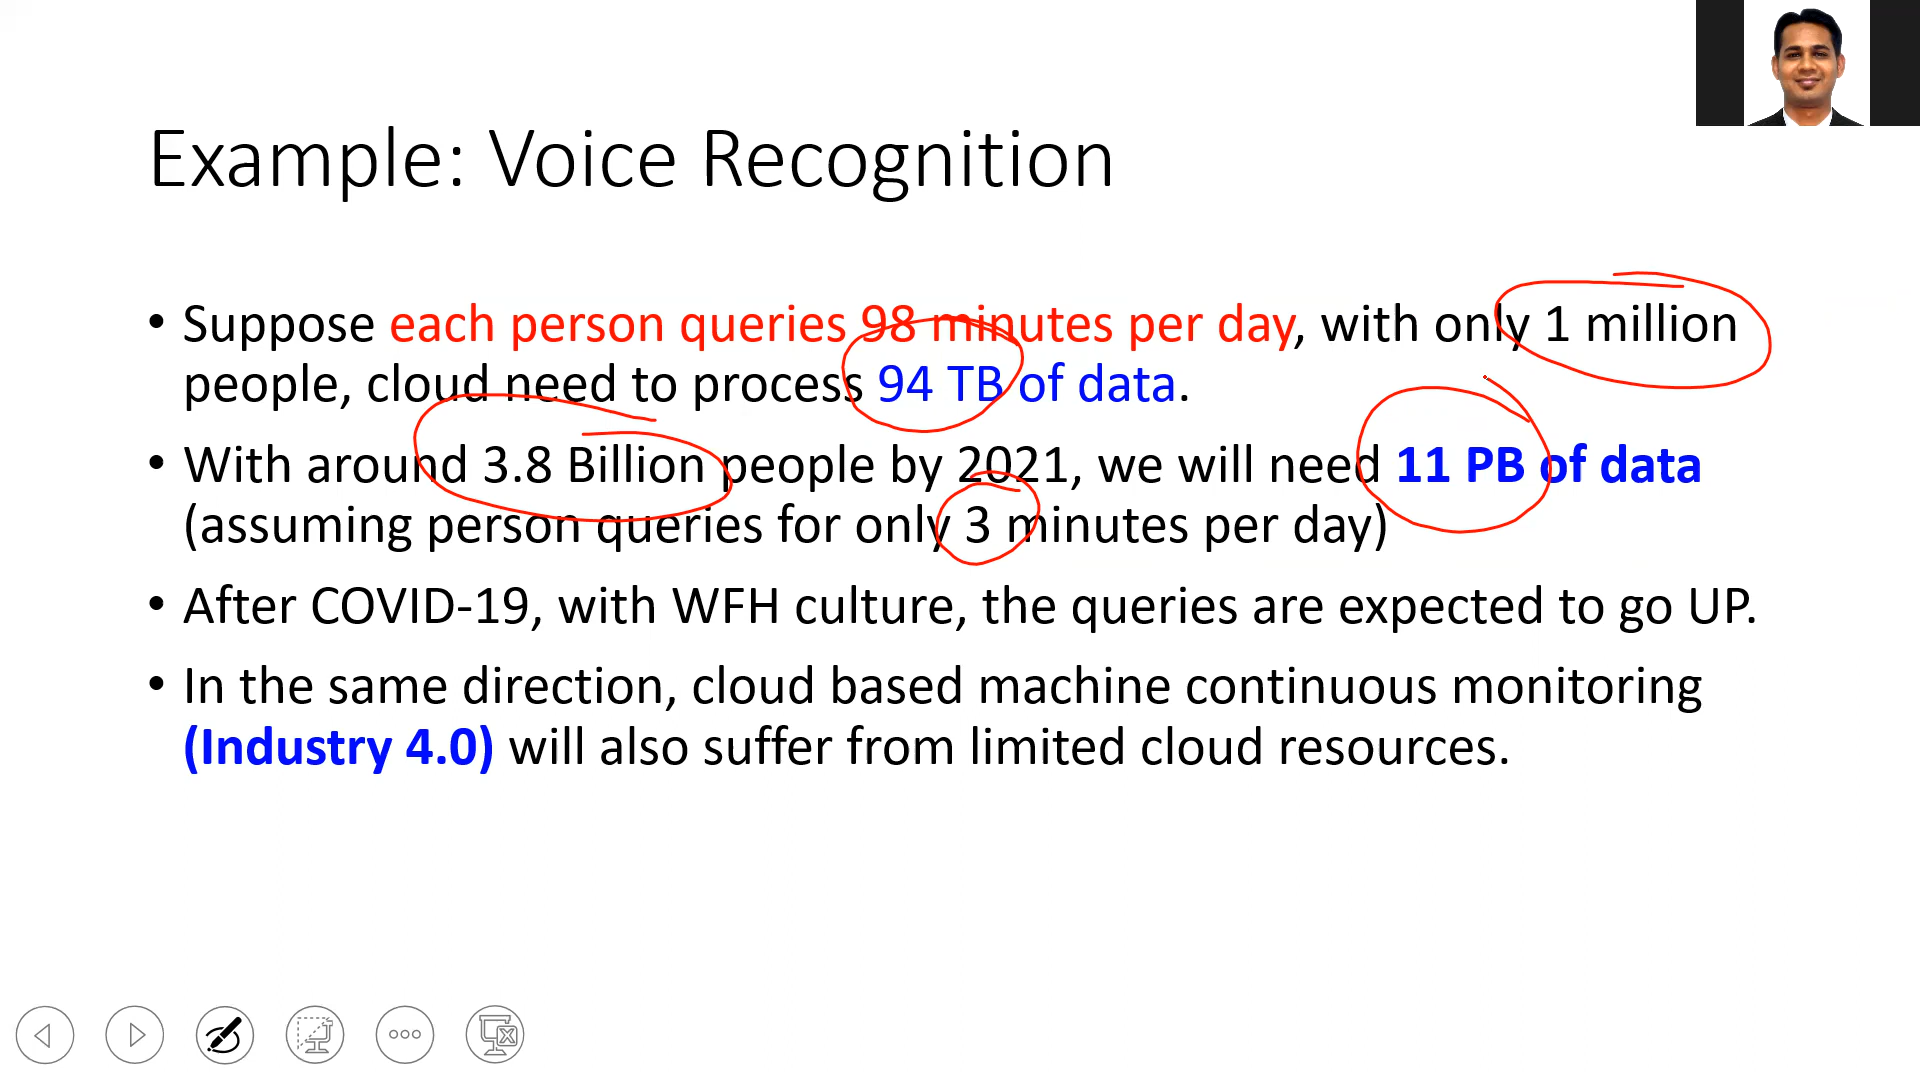 Example: Voice Recognition
• Suppose each person queries 98 minutes per day, with only 1 million
people, cloud need to process 94 TB of data.
• With around 3.8 Billion people by 2021, we will need 11 PB of data
(assuming person queries for only 3 minutes per day)
• After COVID-19, with WFH culture, the queries are expected to go UP.
• In the same direction, cloud based machine continuous monitoring
(Industry 4.0) will also suffer from limited cloud resources.